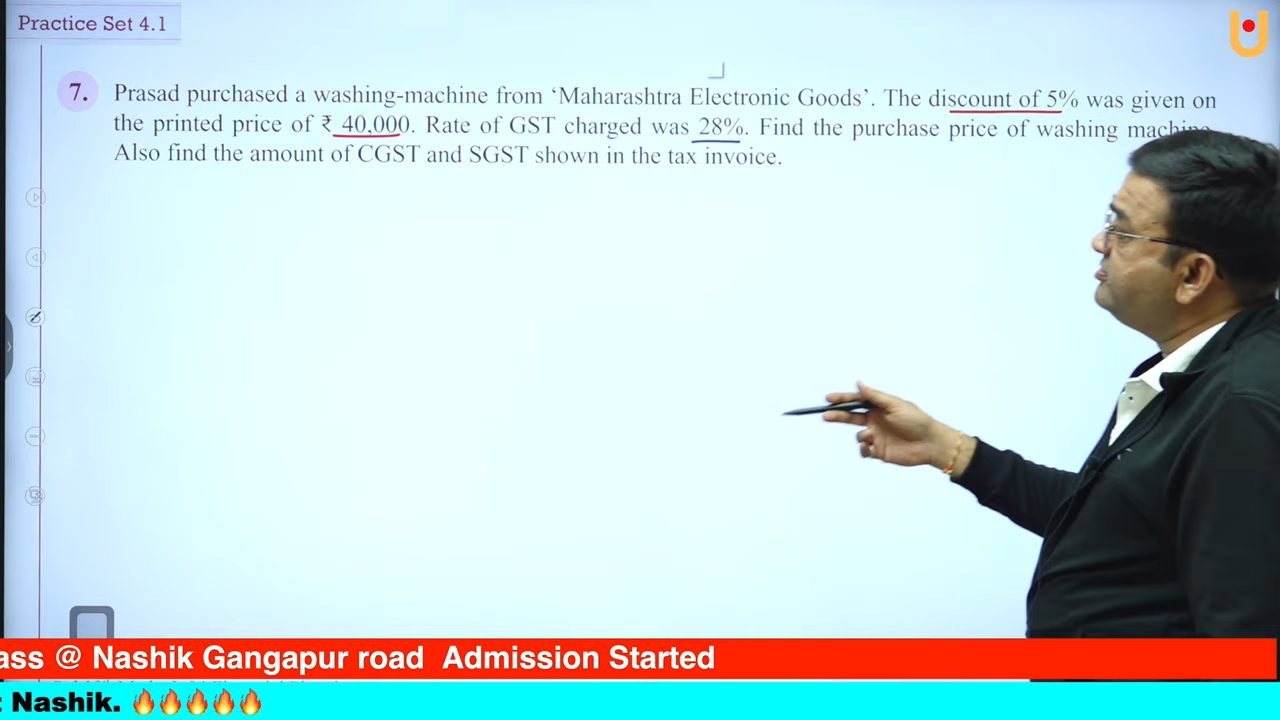 Practice Set 4.1
7. Prasad purchased a washing-machine from ‘Maharashtra Electronic Goods’. The discount of 5% was given on
the printed price of ₹ 40,000. Rate of GST charged was 28%. Find the purchase price of washing machine.
Also find the amount of CGST and SGST shown in the tax invoice.
ass @ Nashik Gangapur road Admission Started
: Nashik. 🔥🔥🔥🔥🔥